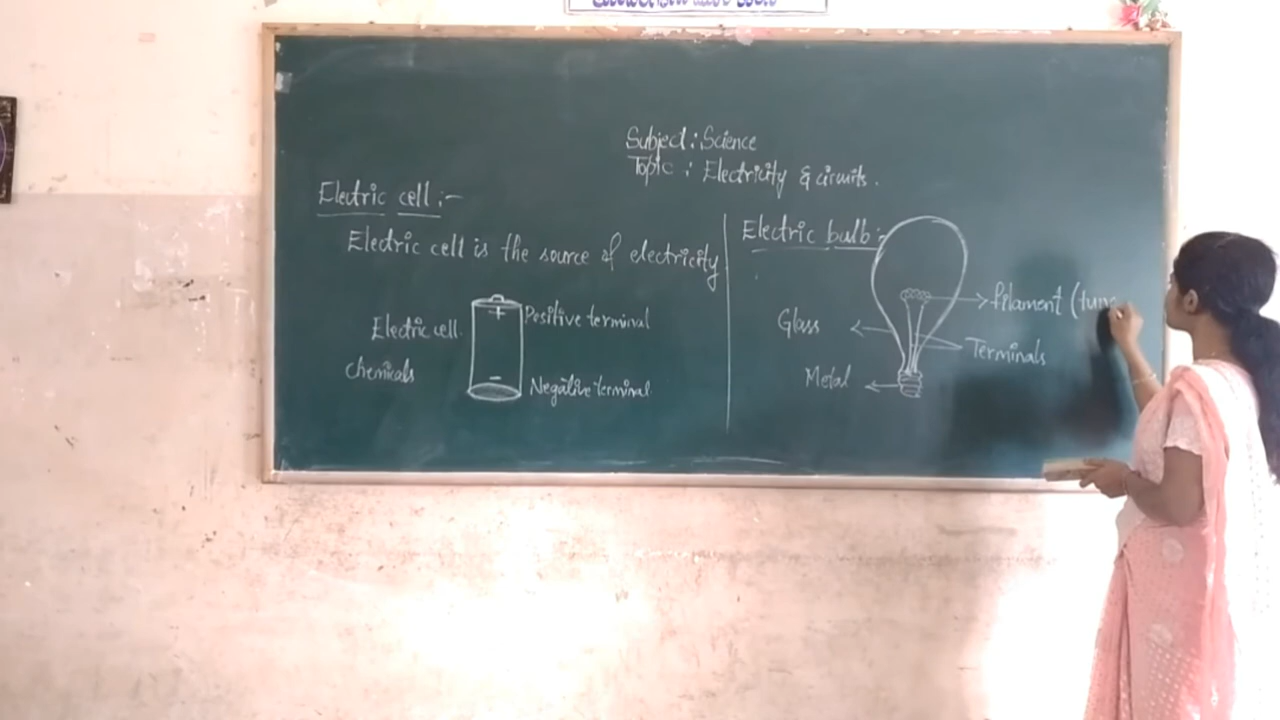 Subject : Science
Topic : Electricity & circuits.
Electric cell :-
Electric cell is the source of electricity
Electric cell.
chemicals
+
Positive terminal
-
Negative terminal
Electric bulb :-
Glass
Metal
filament (tun
Terminals